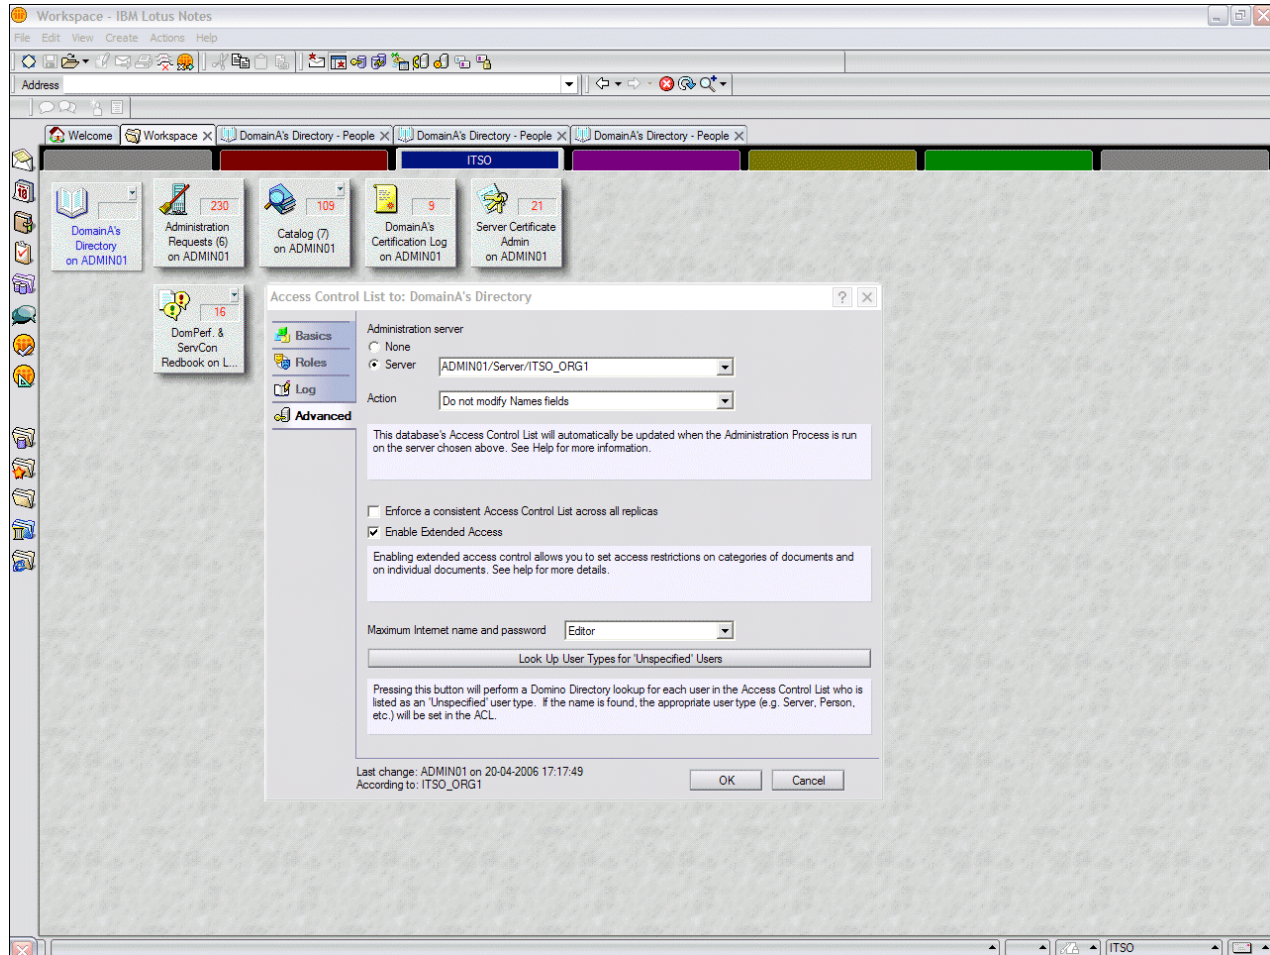 Workspace - IBM Lotus Notes
File Edit View Create Actions Help
Address
Welcome Workspace DomainA's Directory - People DomainA's Directory - People DomainA's Directory - People
ITSO
DomainA's
Directory
on ADMIN01
230
Administration
Requests (6)
on ADMIN01
109
Catalog (7)
on ADMIN01
9
DomainA's
Certification Log
on ADMIN01
21
Server Certificate
Admin
on ADMIN01
16
DomPerf. &
ServCon
Redbook on L...
Access Control List to: DomainA's Directory
Basics
Roles
Log
Advanced
Administration server
None
Server ADMIN01/Server/ITSO_ORG1
Action Do not modify Names fields
This database's Access Control List will automatically be updated when the Administration Process is run
on the server chosen above. See Help for more information.
Enforce a consistent Access Control List across all replicas
Enable Extended Access
Enabling extended access control allows you to set access restrictions on categories of documents and
on individual documents. See help for more details.
Maximum Internet name and password Editor
Look Up User Types for 'Unspecified' Users
Pressing this button will perform a Domino Directory lookup for each user in the Access Control List who is
listed as an 'Unspecified' user type. If the name is found, the appropriate user type (e.g. Server, Person,
etc.) will be set in the ACL.
Last change: ADMIN01 on 20-04-2006 17:17:49
According to: ITSO_ORG1
OK Cancel
ITSO